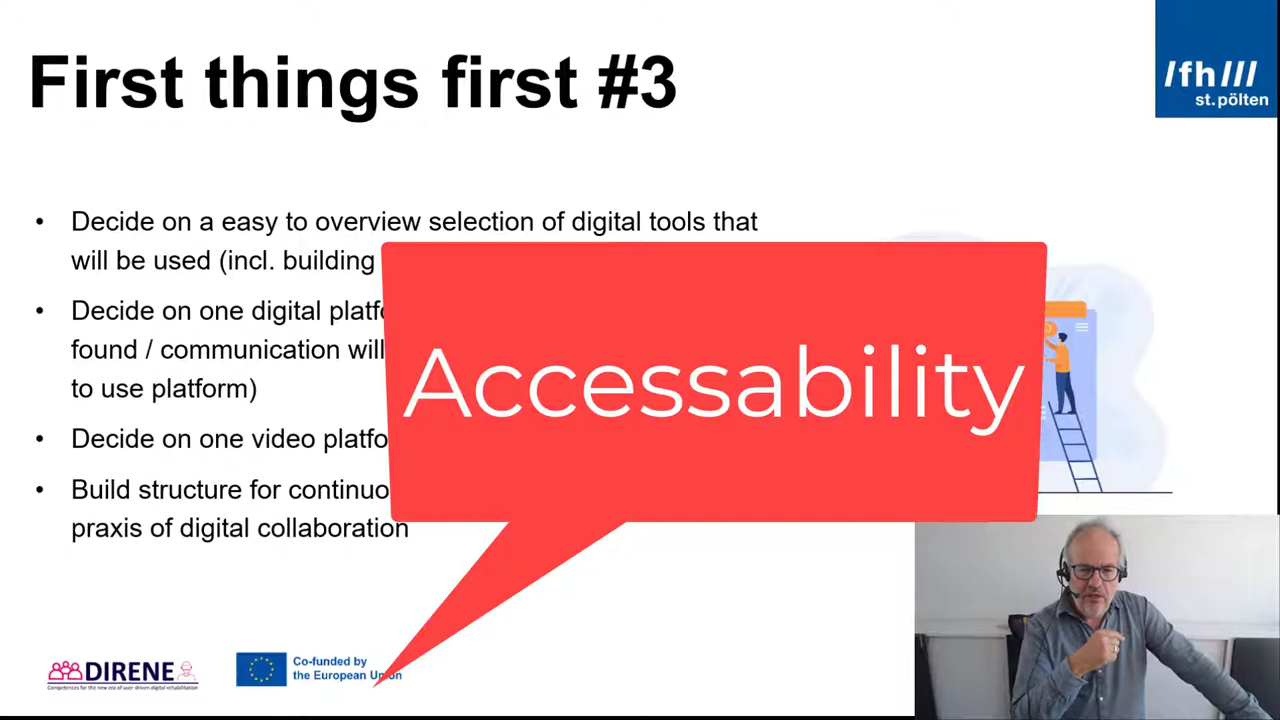 First things first #3
/fh///
st.pölten
• Decide on a easy to overview selection of digital tools that
will be used (incl. building
• Decide on one digital
found / communication will
to use platform)
• Decide on one video
• Build structure for
praxis of digital collaboration
Accessability
DIRENE
Competences for the new era of user driven digital rehabilitation
Co-funded by
the European Union